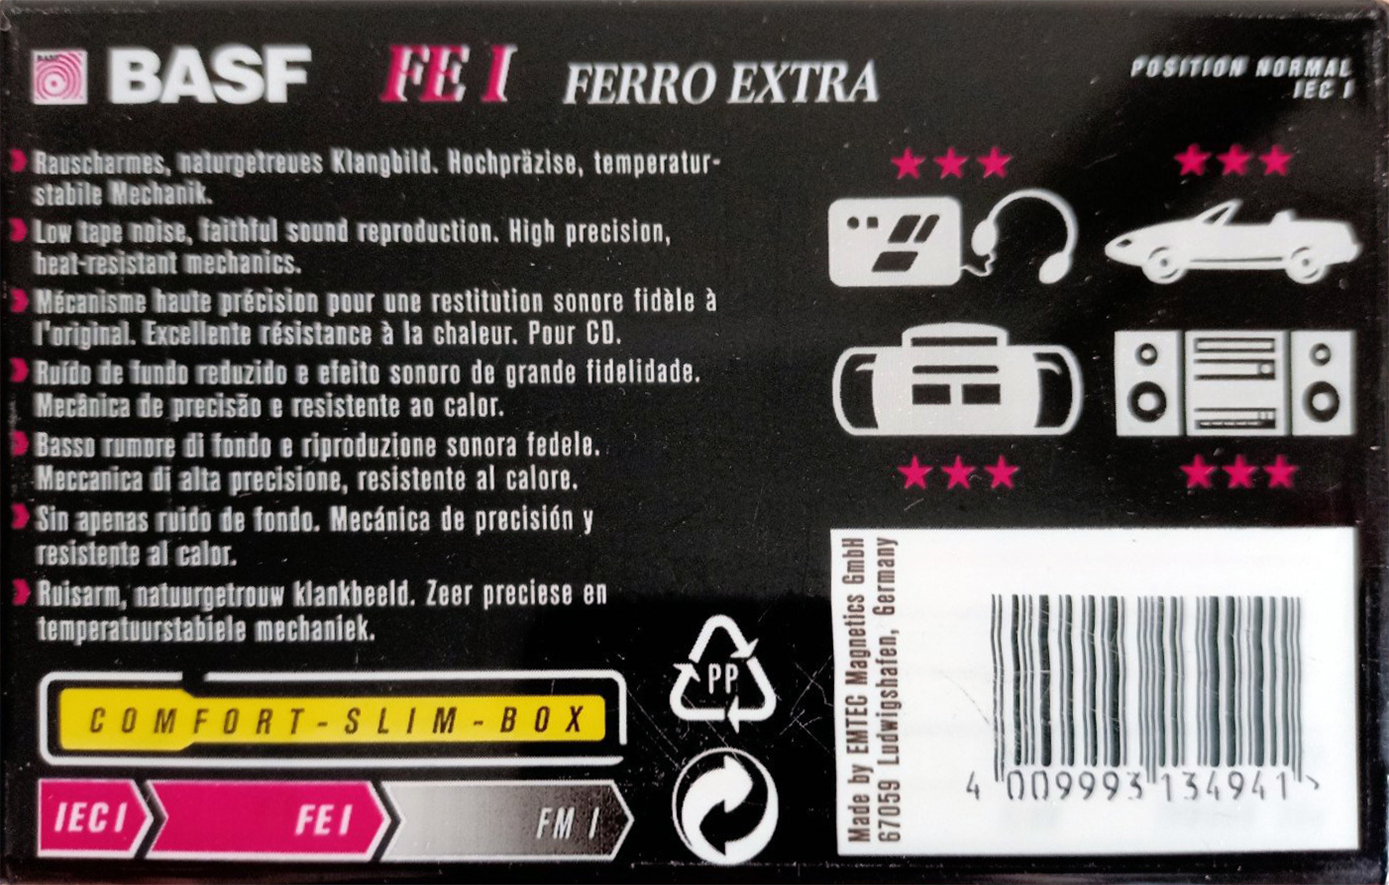 BASF FE I FERRO EXTRA
POSITION NORMAL
IEC I
Rauscharmes, naturgetreues Klangbild. Hochpräzise, temperatur-
stabile Mechanik.
Low tape noise, faithful sound reproduction. High precision,
heat-resistant mechanics.
Mécanisme haute précision pour une restitution sonore fidèle à
l'original. Excellente résistance à la chaleur. Pour CD.
Ruído de fundo reduzido e efeito sonoro de grande fidelidade.
Mecânica de precisão e resistente ao calor.
Basso rumore di fondo e riproduzione sonora fedele.
Meccanica di alta precisione, resistente al calore.
Sin apenas ruido de fondo. Mecánica de precisión y
resistente al calor.
Ruisarm, natuurgetrouw klankbeeld. Zeer preciese en
temperatuurstabiele mechaniek.
COMFORT-SLIM-BOX
IEC I FE I FM I
PP
Made by EMTEC Magnetics GmbH
67059 Ludwigshafen, Germany
4 009993 134941 >